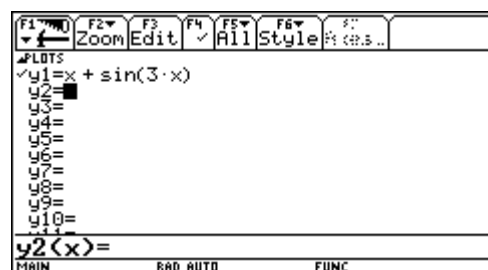 F1 F2 F3 F4 F5 F6
Zoom Edit ✓ All Style
PLOTS
✓y1=x + sin(3·x)
y2=
y3=
y4=
y5=
y6=
y7=
y8=
y9=
y10=
y2(x)=
MAIN RAD AUTO FUNC